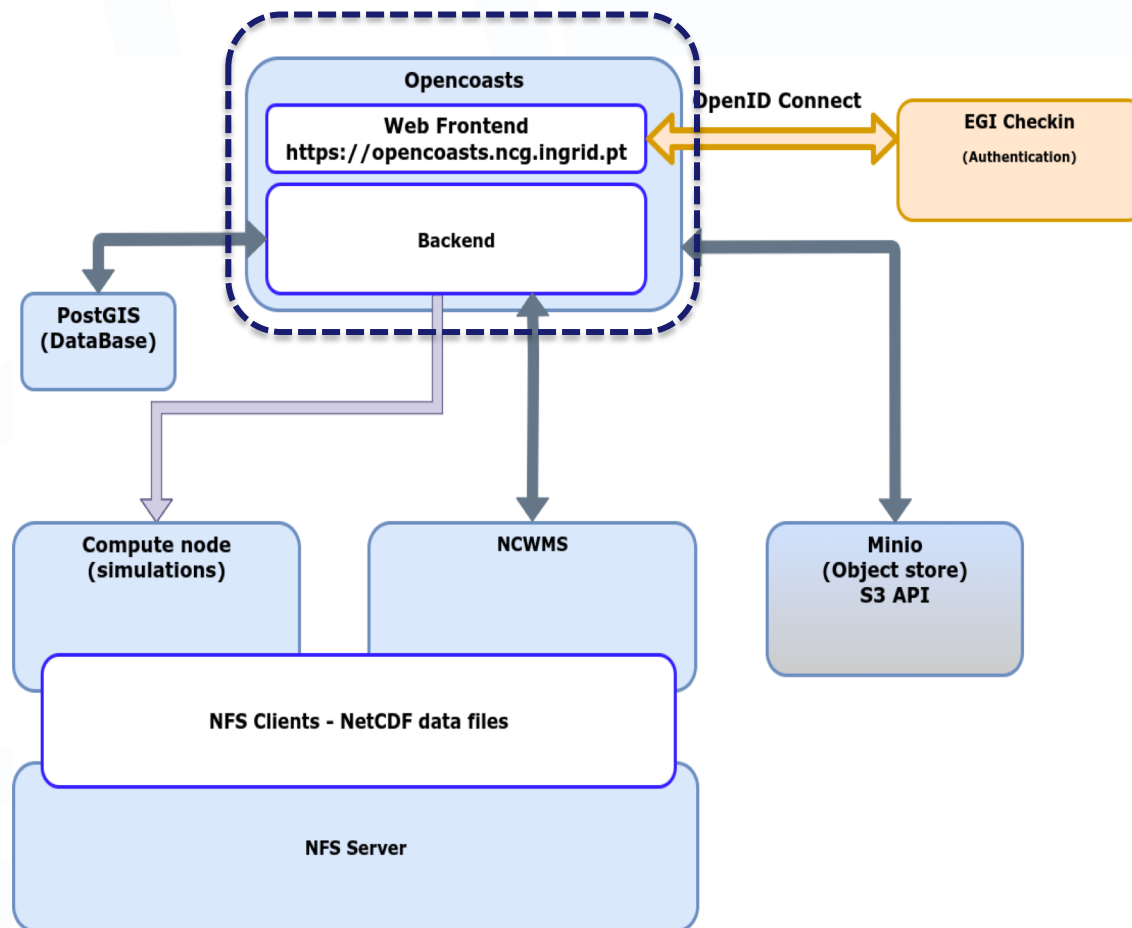 Opencoasts
Web Frontend
https://opencoasts.ncg.ingrid.pt
OpenID Connect
EGI Checkin
(Authentication)
Backend
PostGIS
(DataBase)
Compute node
(simulations)
NCWMS
Minio
(Object store)
S3 API
NFS Clients - NetCDF data files
NFS Server